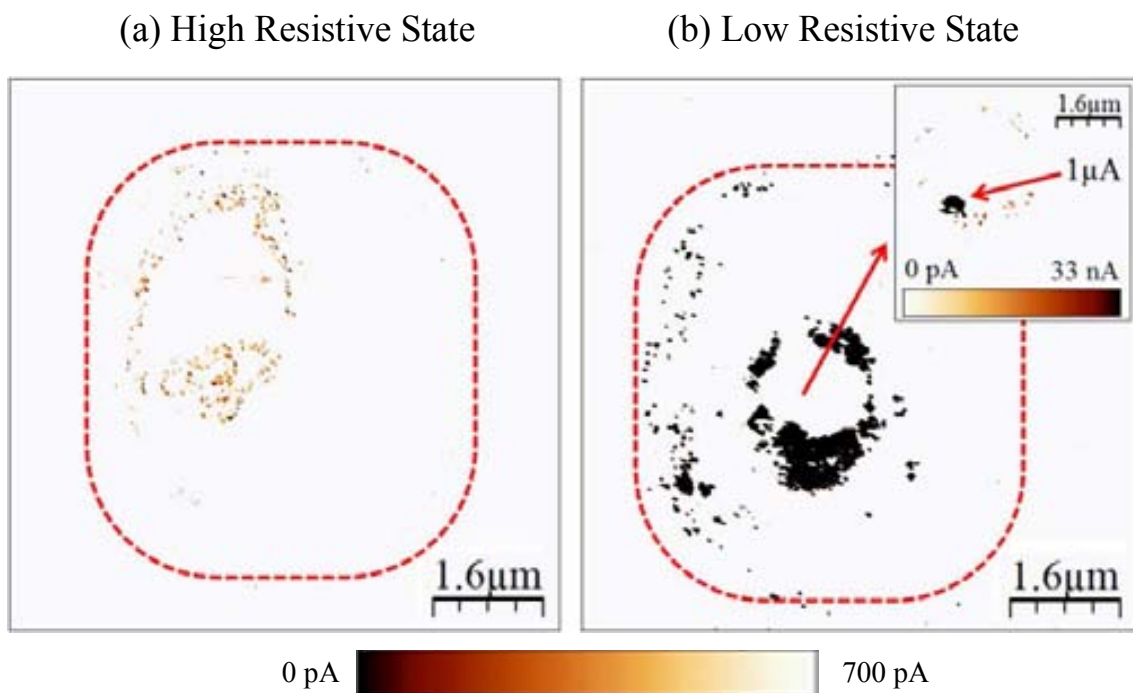 (a) High Resistive State
(b) Low Resistive State
1.6µm
1µA
0 pA 33 nA
1.6µm
1.6µm
0 pA 700 pA